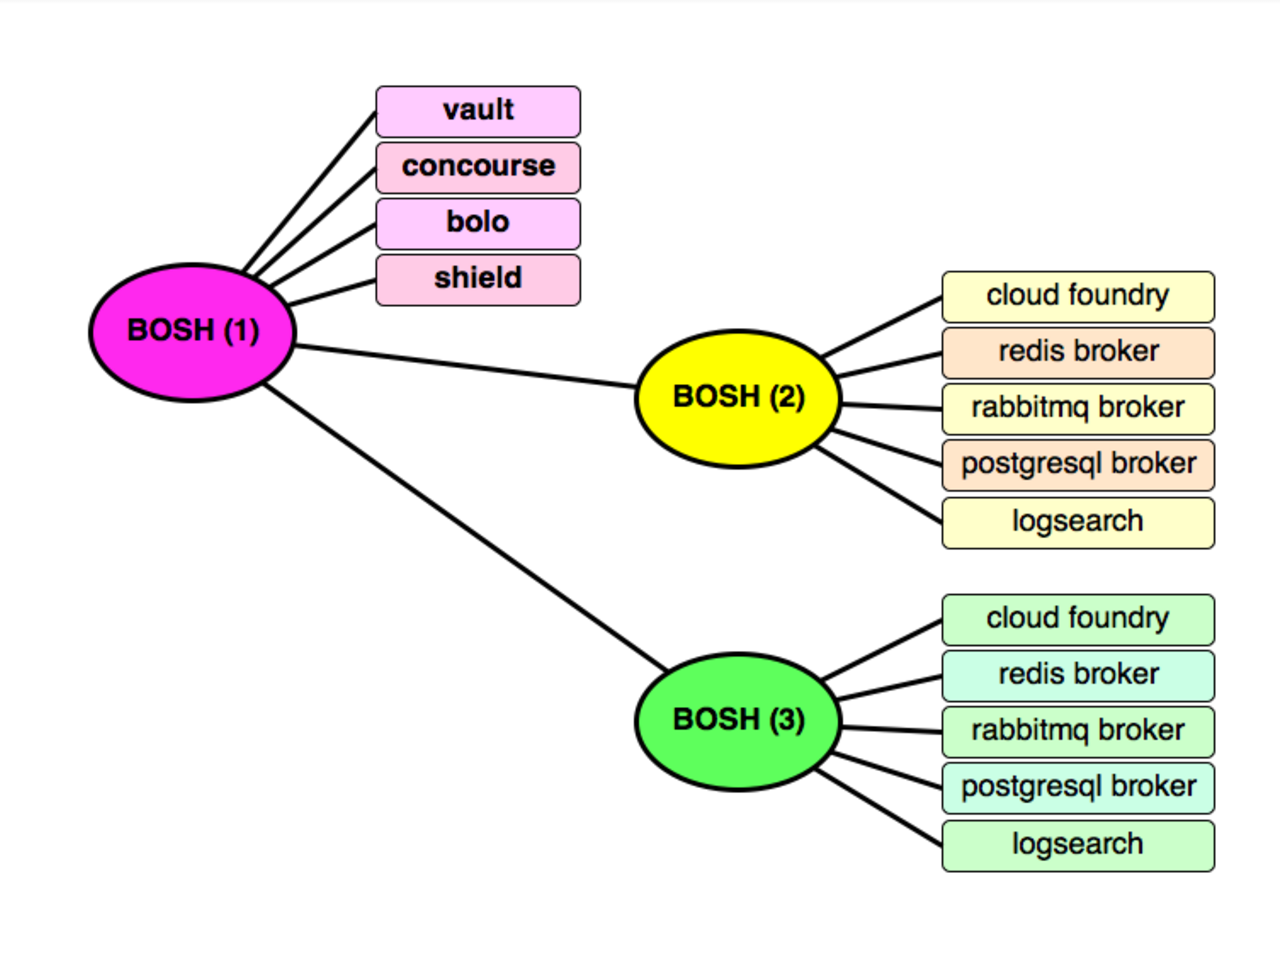 vault
concourse
bolo
shield
BOSH (1)
BOSH (2)
cloud foundry
redis broker
rabbitmq broker
postgresql broker
logsearch
BOSH (3)
cloud foundry
redis broker
rabbitmq broker
postgresql broker
logsearch